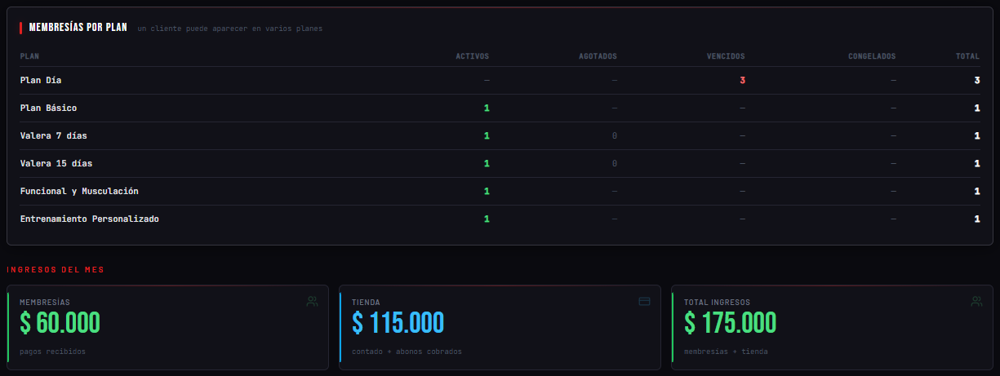 MEMBRESÍAS POR PLAN un cliente puede aparecer en varios planes
PLAN ACTIVOS AGOTADOS VENCIDOS CONGELADOS TOTAL
Plan Día — — 3 — 3
Plan Básico 1 — — — 1
Valera 7 días 1 0 — — 1
Valera 15 días 1 0 — — 1
Funcional y Musculación 1 — — — 1
Entrenamiento Personalizado 1 — — — 1
INGRESOS DEL MES
MEMBRESÍAS
$ 60.000
pagos recibidos
TIENDA
$ 115.000
contado + abonos cobrados
TOTAL INGRESOS
$ 175.000
membresías + tienda